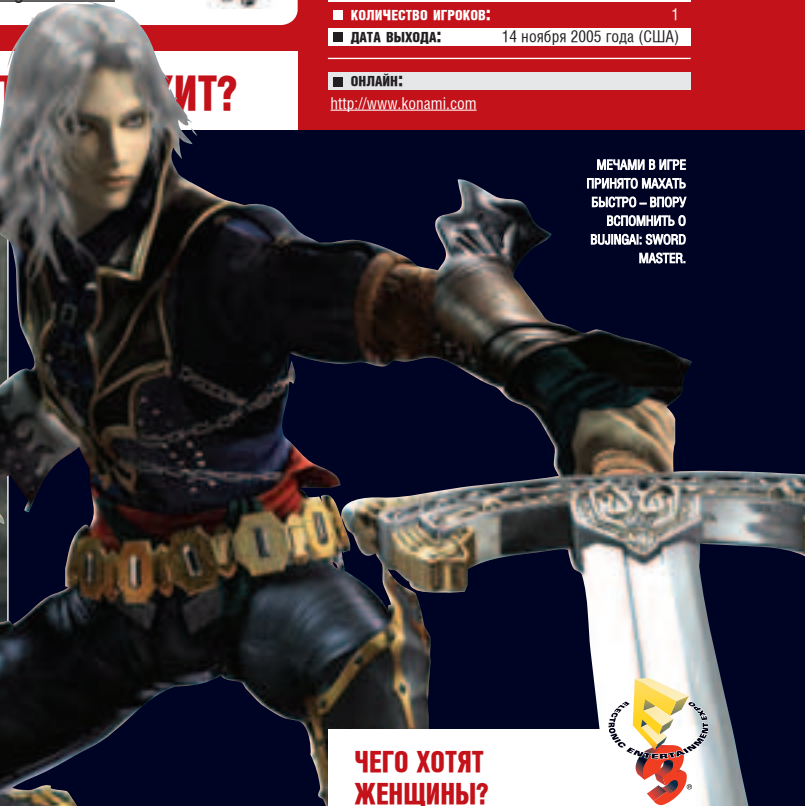 КОЛИЧЕСТВО ИГРОКОВ: 1
ДАТА ВЫХОДА: 14 ноября 2005 года (США)
ОНЛАЙН:
http://www.konami.com
МЕЧАМИ В ИГРЕ
ПРИНЯТО МАХАТЬ
БЫСТРО – ВПОРУ
ВСПОМНИТЬ О
BUJINGAI: SWORD
MASTER.
ELECTRONIC ENTERTAINMENT EXPO
E3
®
ЧЕГО ХОТЯТ
ЖЕНЩИНЫ?